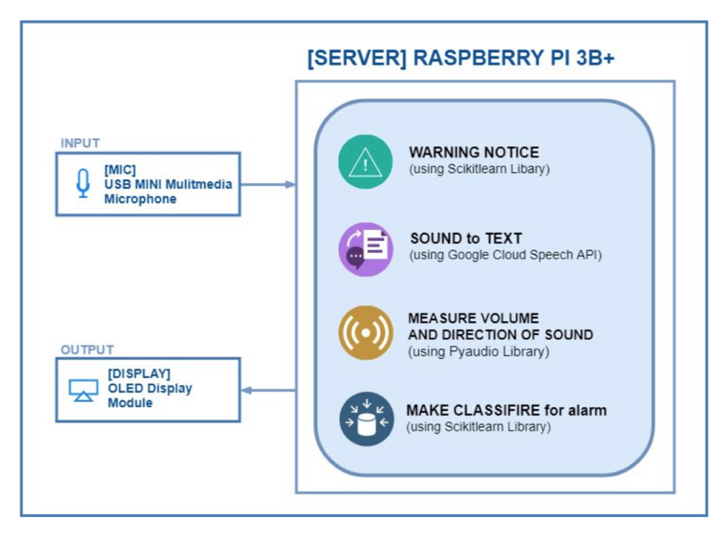 [SERVER] RASPBERRY PI 3B+
INPUT
[MIC]
USB MINI Mulitmedia
Microphone
OUTPUT
[DISPLAY]
OLED Display
Module
WARNING NOTICE
(using Scikitlearn Libary)
SOUND to TEXT
(using Google Cloud Speech API)
MEASURE VOLUME
AND DIRECTION OF SOUND
(using Pyaudio Library)
MAKE CLASSIFIRE for alarm
(using Scikitlearn Library)